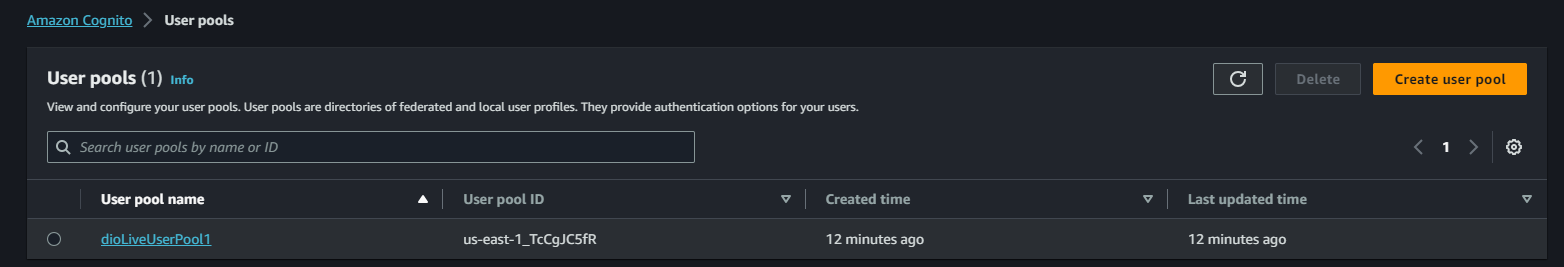 Amazon Cognito > User pools
User pools (1) Info
Delete
Create user pool
View and configure your user pools. User pools are directories of federated and local user profiles. They provide authentication options for your users.
Search user pools by name or ID
1
User pool name User pool ID Created time Last updated time
dioLiveUserPool1 us-east-1_TcCgJC5fR 12 minutes ago 12 minutes ago